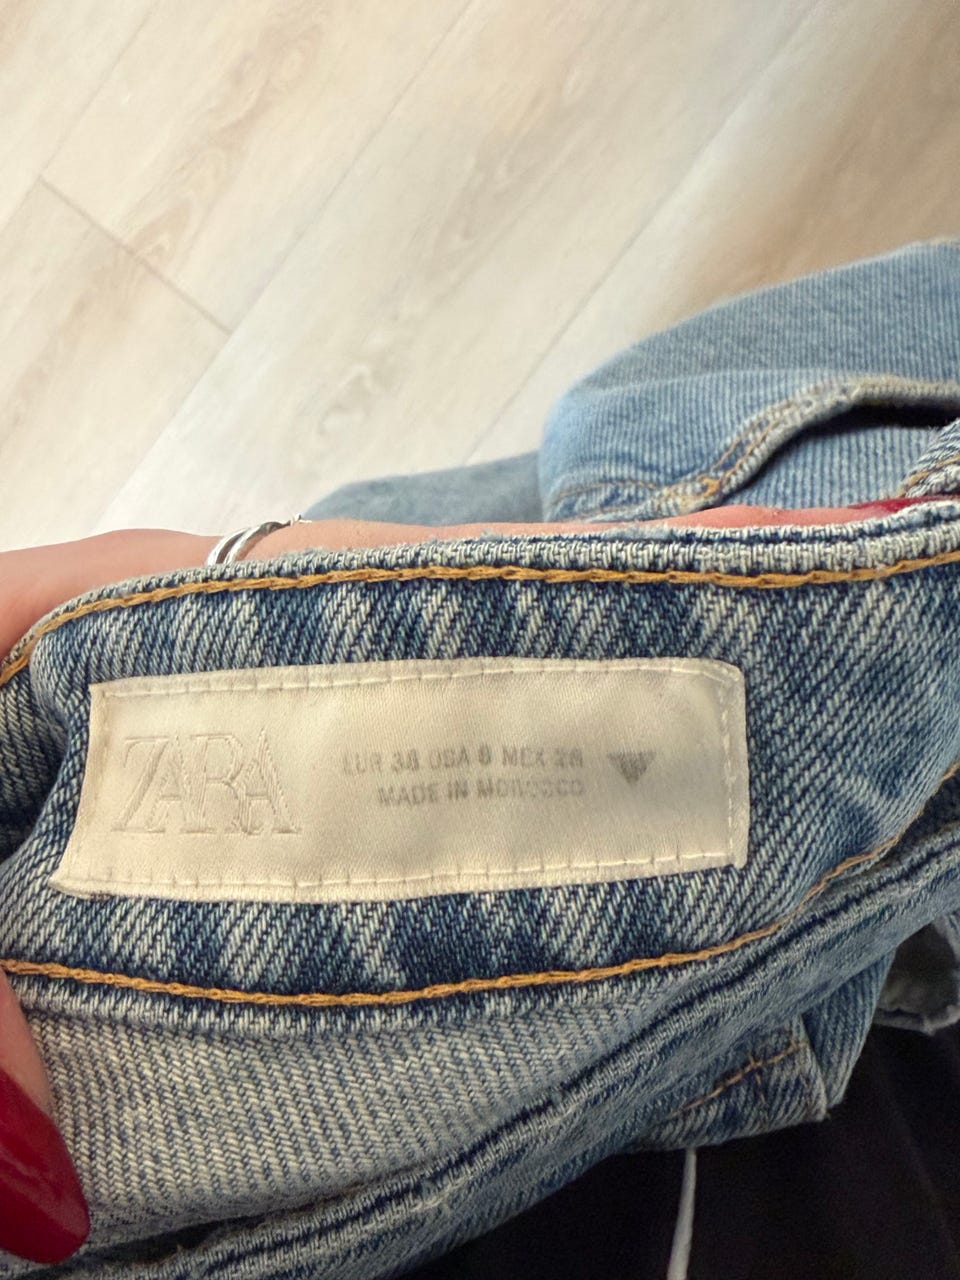 ZARA
EUR 38 USA 6 MEX 28
MADE IN MOROCCO